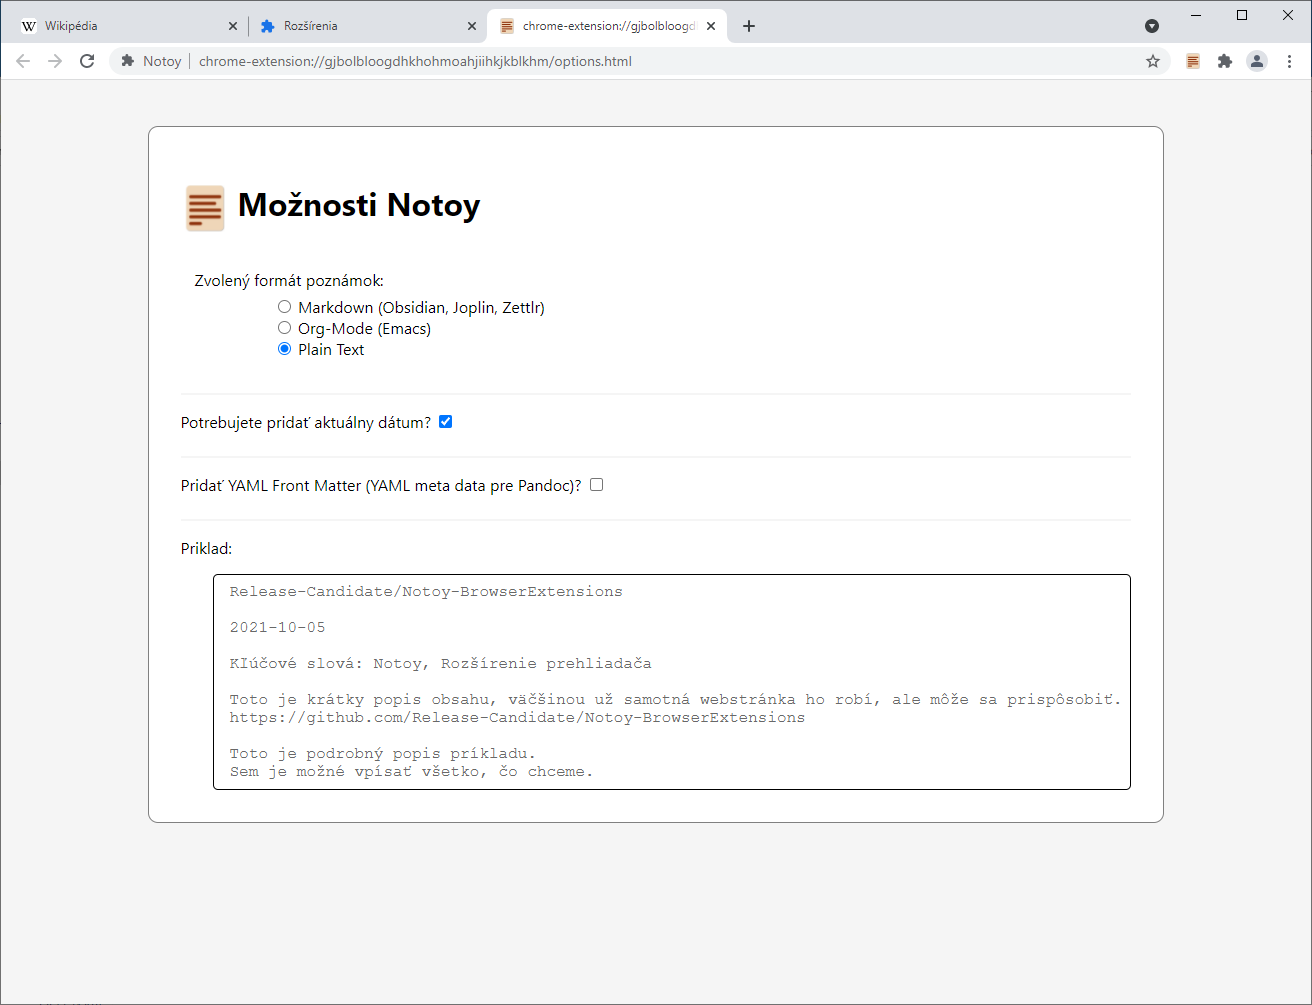 Wikipédia
Rozšírenia
chrome-extension://gjbolbloogd
Notoy
chrome-extension://gjbolbloogdhkhohmoahjiihkjkblkhm/options.html
Možnosti Notoy
Zvolený formát poznámok:
Markdown (Obsidian, Joplin, Zettlr)
Org-Mode (Emacs)
Plain Text
Potrebujete pridať aktuálny dátum?
Pridať YAML Front Matter (YAML meta data pre Pandoc)?
Priklad:
Release-Candidate/Notoy-BrowserExtensions
2021-10-05
Kľúčové slová: Notoy, Rozšírenie prehliadača
Toto je krátky popis obsahu, väčšinou už samotná webstránka ho robí, ale môže sa prispôsobiť.
https://github.com/Release-Candidate/Notoy-BrowserExtensions
Toto je podrobný popis príkladu.
Sem je možné vpísať všetko, čo chceme.